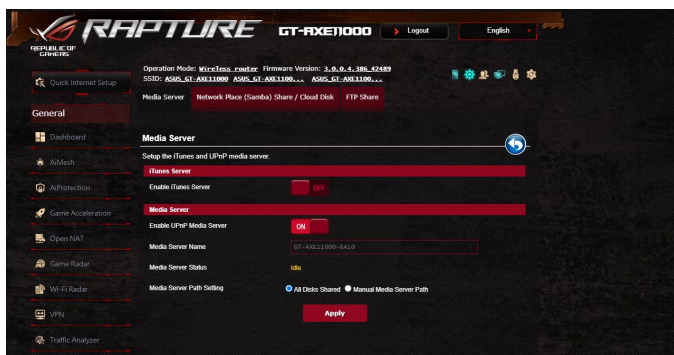 RAPTURE GT-AXE11000 Logout English
REPUBLIC OF
GAMERS
Operation Mode: Wireless router Firmware Version: 3.0.0.4.386_42489
SSID: ASUS_GT-AXE11000 ASUS_GT-AXE1100... ASUS_GT-AXE1100...
Quick Internet Setup
Media Server Network Place (Samba) Share / Cloud Disk FTP Share
General
Dashboard
AiMesh
AiProtection
Game Acceleration
Open NAT
Game Radar
Wi-Fi Radar
VPN
Traffic Analyzer
Media Server
Setup the iTunes and UPnP media server.
iTunes Server
Enable iTunes Server OFF
Media Server
Enable UPnP Media Server ON
Media Server Name GT-AXE11000-6A10
Media Server Status Idle
Media Server Path Setting All Disks Shared Manual Media Server Path
Apply